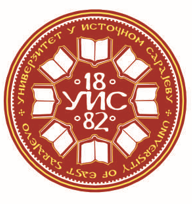 УНИВЕРЗИТЕТ У ИСТОЧНОМ САРАЈЕВУ
UNIVERSITY OF EAST SARAJEVO
18
УИС
82